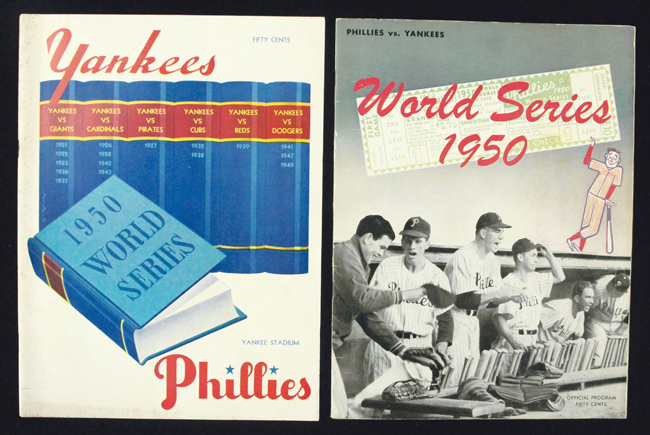 Yankees
FIFTY CENTS
YANKEES VS GIANTS
1921
1922
1923
1936
1937
YANKEES VS CARDINALS
1926
1928
1942
1943
YANKEES VS PIRATES
1927
YANKEES VS CUBS
1932
1938
YANKEES VS REDS
1939
YANKEES VS DODGERS
1941
1947
1949
1950
WORLD
SERIES
YANKEE STADIUM
Phillies
PHILLIES vs. YANKEES
1950
Phillies
World Series
1950
P
OFFICIAL PROGRAM
FIFTY CENTS